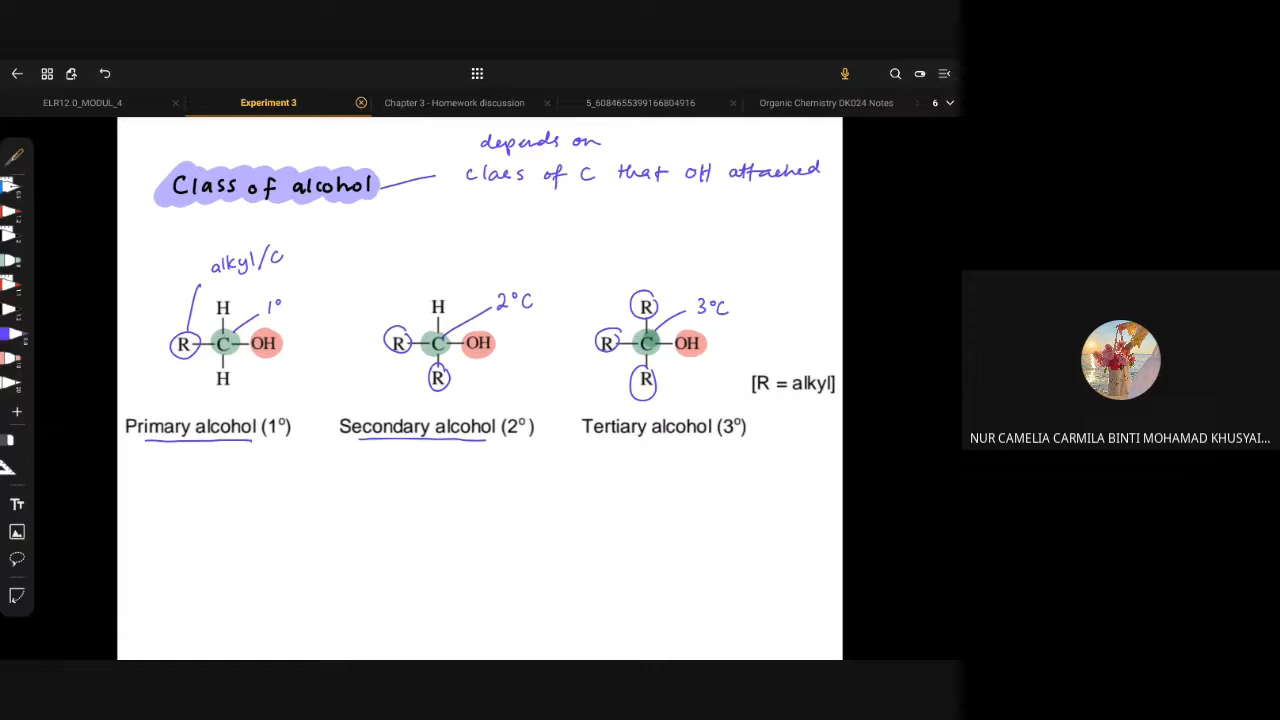 ELR12.0_MODUL_4
Experiment 3
Chapter 3 - Homework discussion
5_6084655399166804916
Organic Chemistry DK024 Notes
6
depends on
Class of alcohol
class of C that OH attached
alkyl/C
H 1°
R C OH
H
H 2°C
R C OH
R
R 3°C
R C OH
R
[R = alkyl]
Primary alcohol (1°)
Secondary alcohol (2°)
Tertiary alcohol (3°)
Tт
NUR CAMELIA CARMILA BINTI MOHAMAD KHUSYAI...